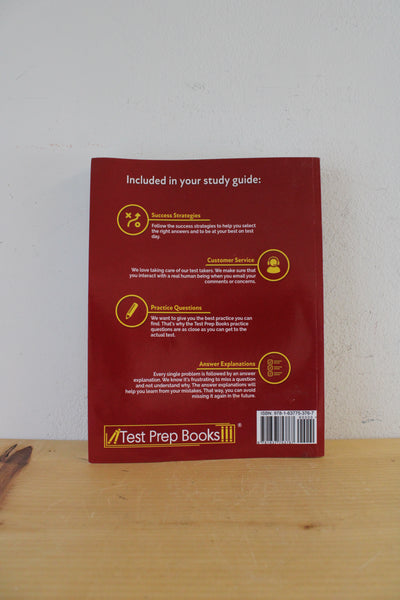 Included in your study guide:
Success Strategies
Follow the success strategies to help you select
the right answers and to be at your best on test
day.
Customer Service
We love taking care of our test takers. We make sure that
you interact with a real human being when you email your
comments or concerns.
Practice Questions
We want to give you the best practice you can
find. That's why the Test Prep Books practice
questions are as close as you can get to the
actual test.
Answer Explanations
Every single problem is followed by an answer
explanation. We know it's frustrating to miss a question
and not understand why. The answer explanations will
help you learn from your mistakes. That way, you can avoid
missing it again in the future.
ISBN 978-1-63775-376-7
Test Prep Books®